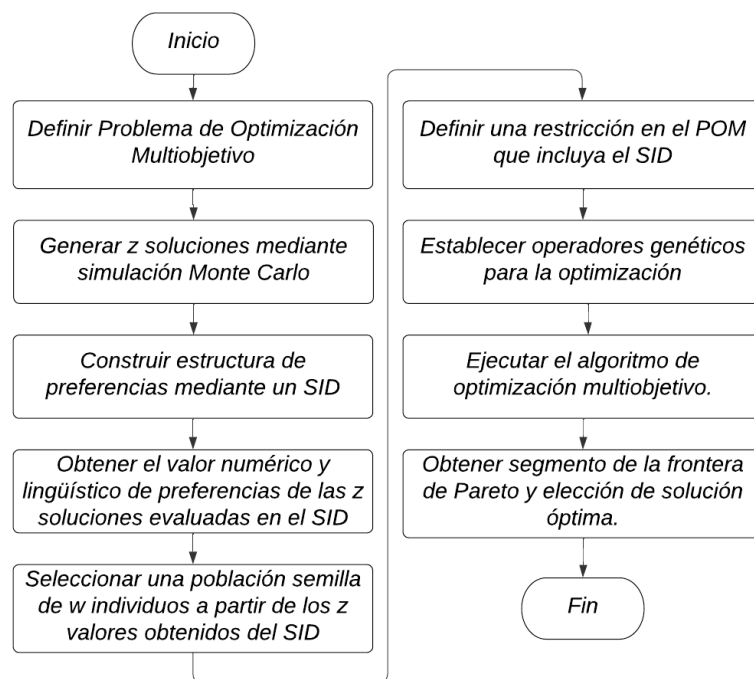 Inicio
Definir Problema de Optimización
Multiobjetivo
Generar z soluciones mediante
simulación Monte Carlo
Construir estructura de
preferencias mediante un SID
Obtener el valor numérico y
lingüístico de preferencias de las z
soluciones evaluadas en el SID
Seleccionar una población semilla
de w individuos a partir de los z
valores obtenidos del SID
Definir una restricción en el POM
que incluya el SID
Establecer operadores genéticos
para la optimización
Ejecutar el algoritmo de
optimización multiobjetivo.
Obtener segmento de la frontera
de Pareto y elección de solución
óptima.
Fin